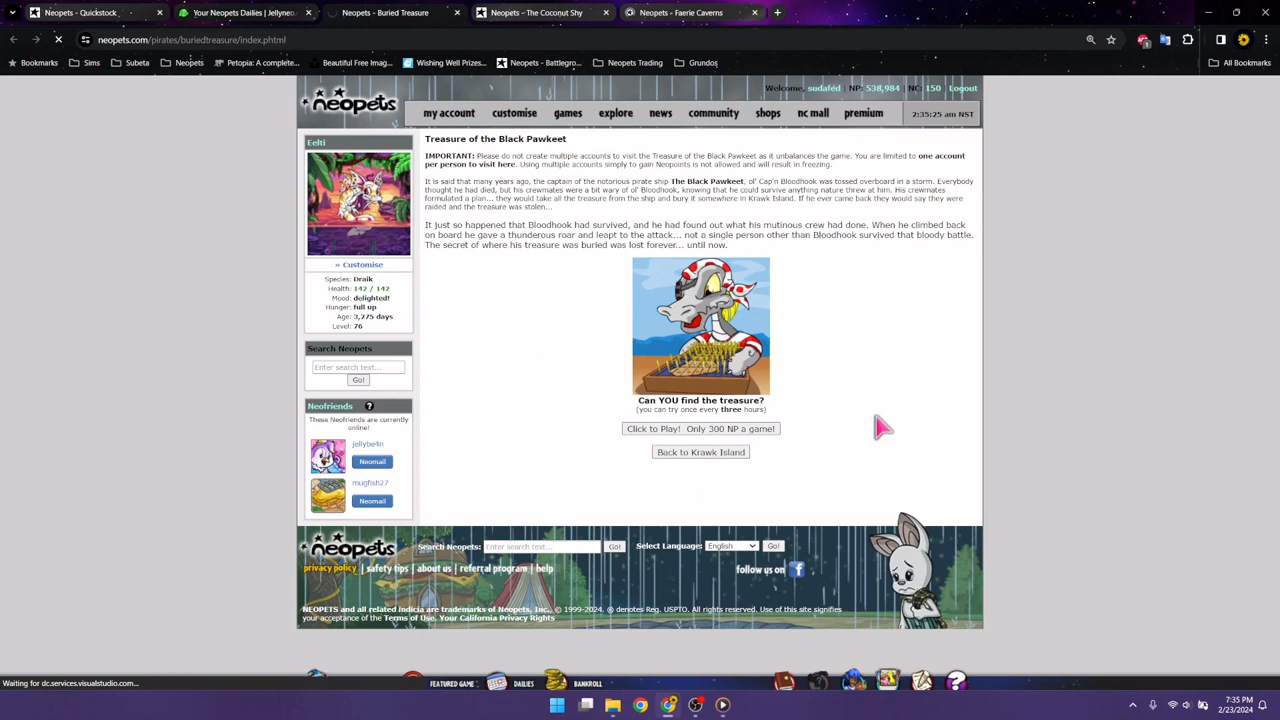 Neopets - Quickstock
Your Neopets Dailies | Jellyneo
Neopets - Buried Treasure
Neopets - The Coconut Shy
Neopets - Faerie Caverns
neopets.com/pirates/buriedtreasure/index.phtml
Bookmarks Sims Subeta Neopets Petopia: A complete... Beautiful Free Imag... Wishing Well Prizes... Neopets - Battlegro... Neopets Trading Grundos All Bookmarks
Welcome, sudaféd | NP: 538,984 | NC: 150 | Logout
neopets
my account customise games explore news community shops nc mall premium 2:35:25 am NST
Eelti
» Customise
Species: Draik
Health: 142 / 142
Mood: delighted!
Hunger: full up
Age: 3,275 days
Level: 76
Search Neopets
Enter search text...
Go!
Neofriends ?
These Neofriends are currently
online!
jellybe4n
Neomail
mugfish27
Neomail
Treasure of the Black Pawkeet
IMPORTANT: Please do not create multiple accounts to visit the Treasure of the Black Pawkeet as it unbalances the game. You are limited to one account
per person to visit here. Using multiple accounts simply to gain Neopoints is not allowed and will result in freezing.
It is said that many years ago, the captain of the notorious pirate ship The Black Pawkeet, ol' Cap'n Bloodhook was tossed overboard in a storm. Everybody
thought he had died, but his crewmates were a bit wary of ol' Bloodhook, knowing that he could survive anything nature threw at him. His crewmates
formulated a plan... they would take all the treasure from the ship and bury it somewhere in Krawk Island. If he ever came back they would say they were
raided and the treasure was stolen...
It just so happened that Bloodhook had survived, and he had found out what his mutinous crew had done. When he climbed back
on board he gave a thunderous roar and leapt to the attack... not a single person other than Bloodhook survived that bloody battle.
The secret of where his treasure was buried was lost forever... until now.
Can YOU find the treasure?
(you can try once every three hours)
Click to Play! Only 300 NP a game!
Back to Krawk Island
neopets
Search Neopets: Enter search text... Go! Select Language: English Go!
privacy policy | safety tips | about us | referral program | help
follow us on
NEOPETS and all related indicia are trademarks of Neopets, Inc., © 1999-2024. ® denotes Reg. USPTO. All rights reserved. Use of this site signifies
your acceptance of the Terms of Use. Your California Privacy Rights
Waiting for dc.services.visualstudio.com...
FEATURED GAME DAILIES BANKROLL
7:35 PM
2/23/2024